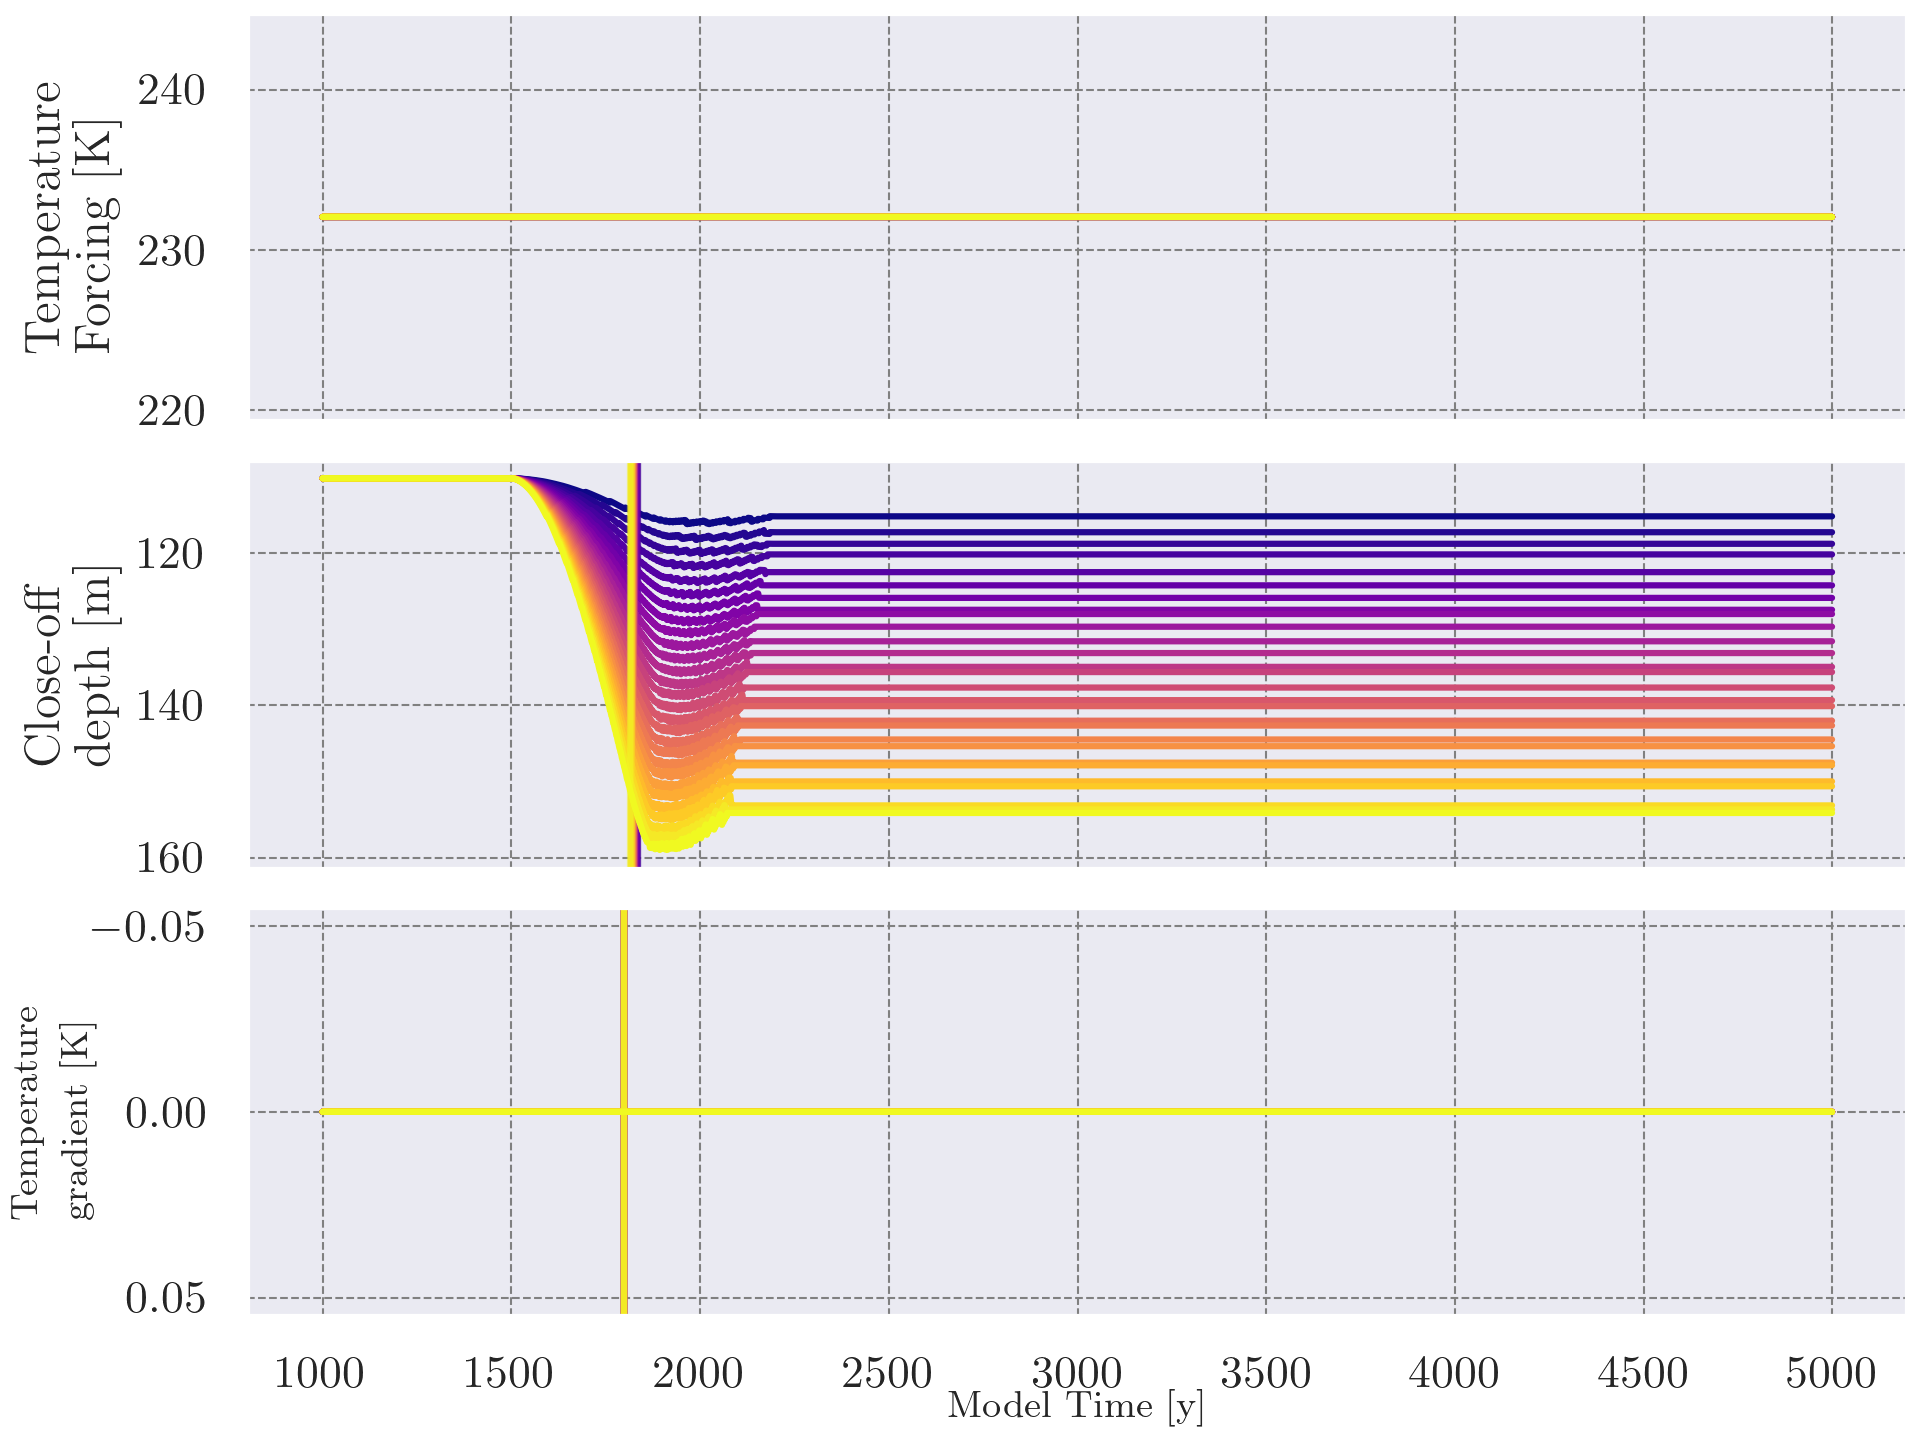 Temperature
Forcing [K]
240
230
220
Close-off
depth [m]
120
140
160
Temperature
gradient [K]
−0.05
0.00
0.05
1000 1500 2000 2500 3000 3500 4000 4500 5000
Model Time [y]